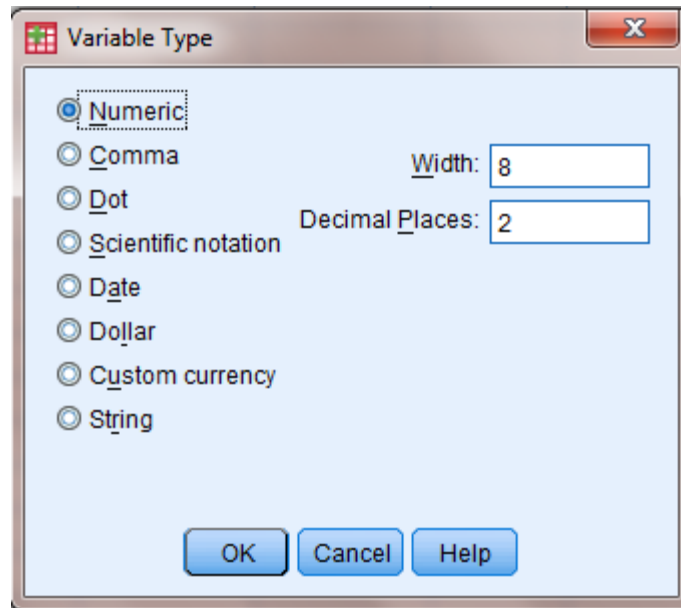 Variable Type
Numeric
Comma
Width: 8
Dot
Decimal Places: 2
Scientific notation
Date
Dollar
Custom currency
String
OK Cancel Help